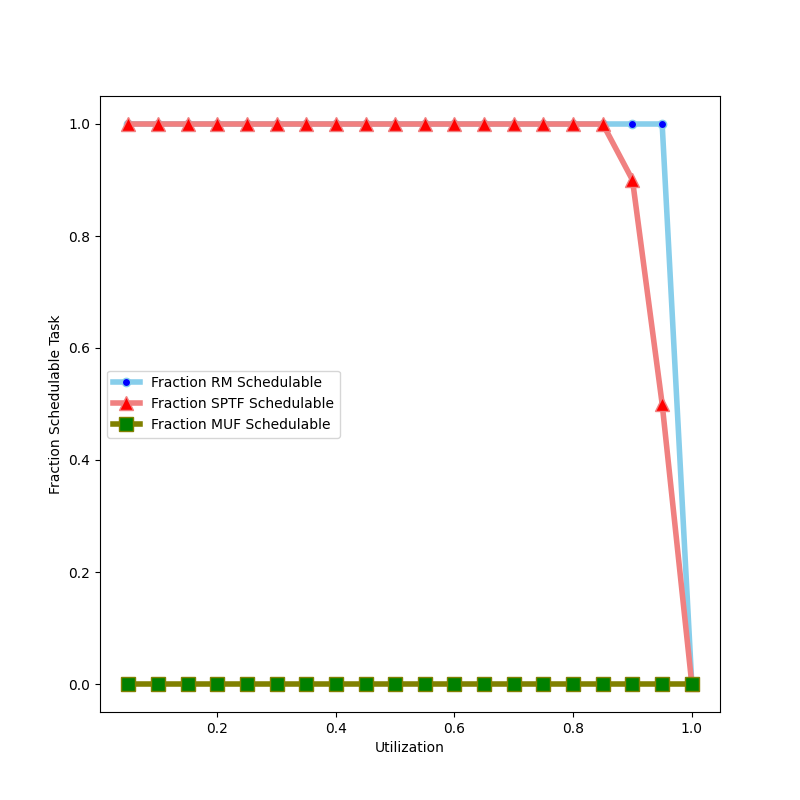 1.0
0.8
0.6
0.4
0.2
0.0
Fraction Schedulable Task
Fraction RM Schedulable
Fraction SPTF Schedulable
Fraction MUF Schedulable
0.2 0.4 0.6 0.8 1.0
Utilization